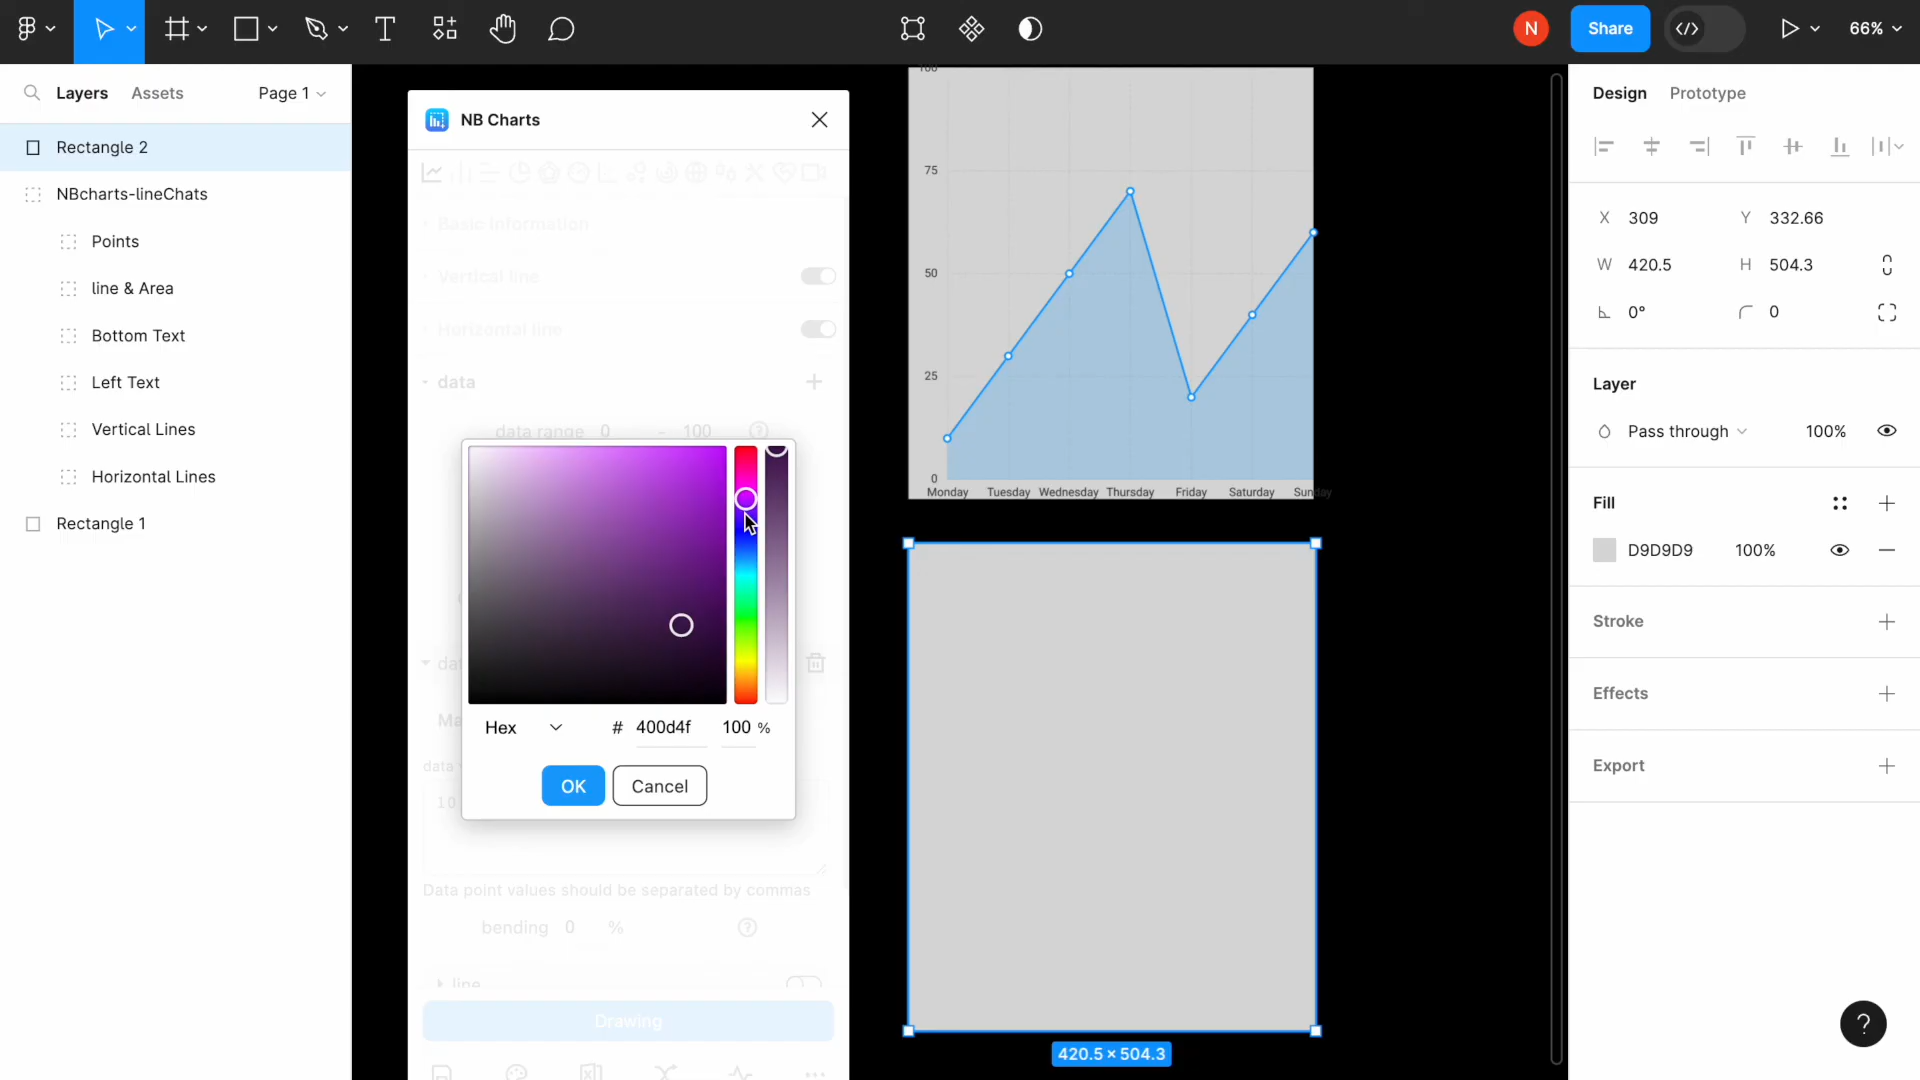 N
Share
66%
Layers
Assets
Page 1
Rectangle 2
NBcharts-lineChats
Points
line & Area
Bottom Text
Left Text
Vertical Lines
Horizontal Lines
Rectangle 1
NB Charts
Basic Information
Vertical line
Horizontal line
data
data range 0 - 100
Hex # 400d4f 100 %
OK
Cancel
Data point values should be separated by commas
bending 0 %
line
Drawing
100
75
50
25
0
Monday Tuesday Wednesday Thursday Friday Saturday Sunday
420.5 × 504.3
Design
Prototype
X 309 Y 332.66
W 420.5 H 504.3
0° 0
Layer
Pass through 100%
Fill
D9D9D9 100%
Stroke
Effects
Export
?